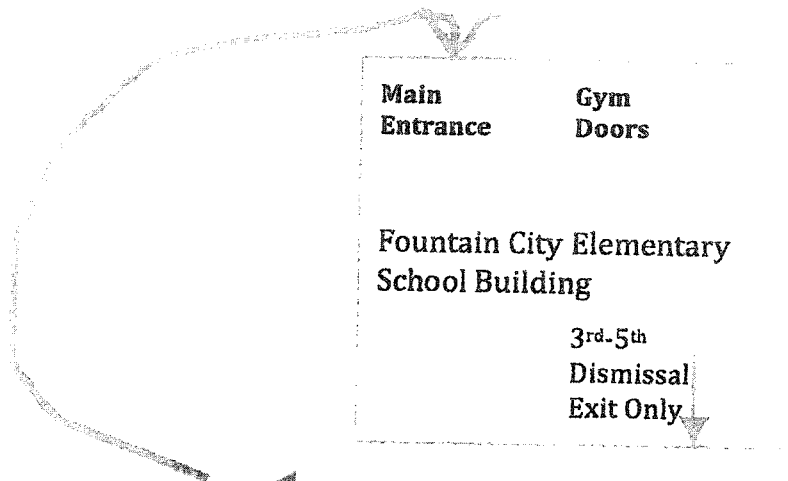 Main
Entrance
Gym
Doors
Fountain City Elementary
School Building
3rd-5th
Dismissal
Exit Only